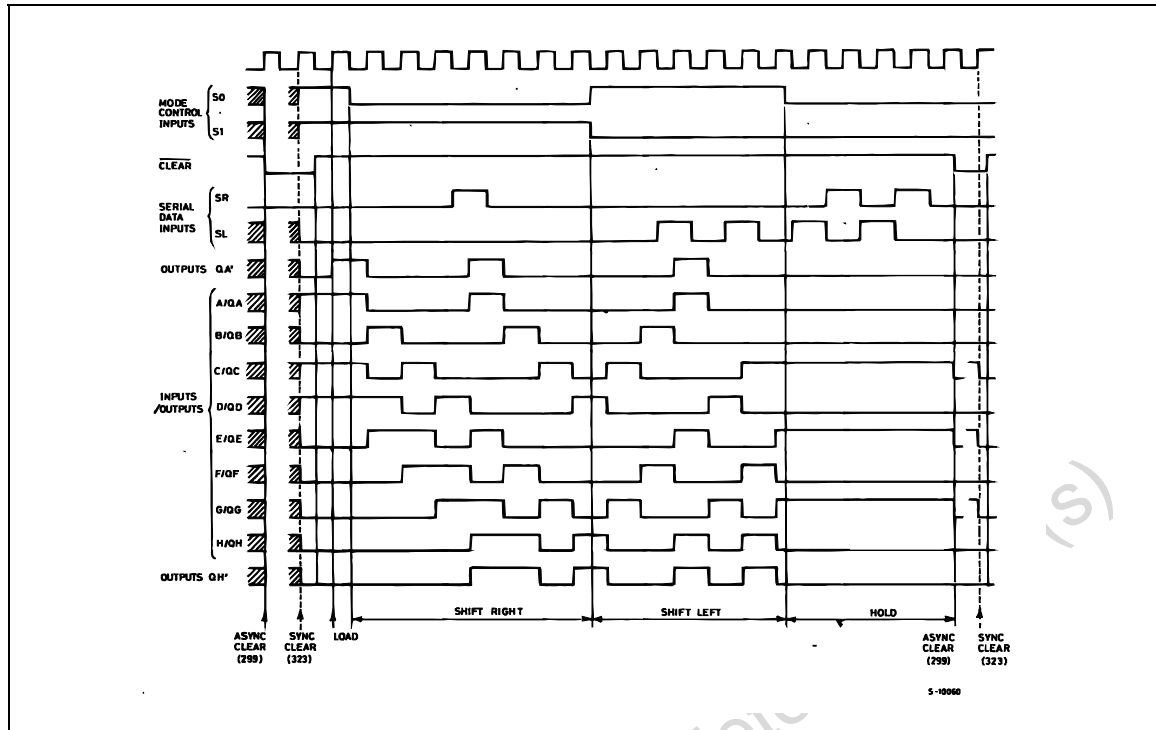 MODE
CONTROL
INPUTS
S0
S1
CLEAR
SERIAL
DATA
INPUTS
SR
SL
OUTPUTS QA'
INPUTS
/OUTPUTS
A/QA
B/QB
C/QC
D/QD
E/QE
F/QF
G/QG
H/QH
OUTPUTS QH'
SHIFT RIGHT
SHIFT LEFT
HOLD
ASYNC
CLEAR
(299)
SYNC
CLEAR
(323)
LOAD
ASYNC
CLEAR
(299)
SYNC
CLEAR
(323)
S-10060
(s)